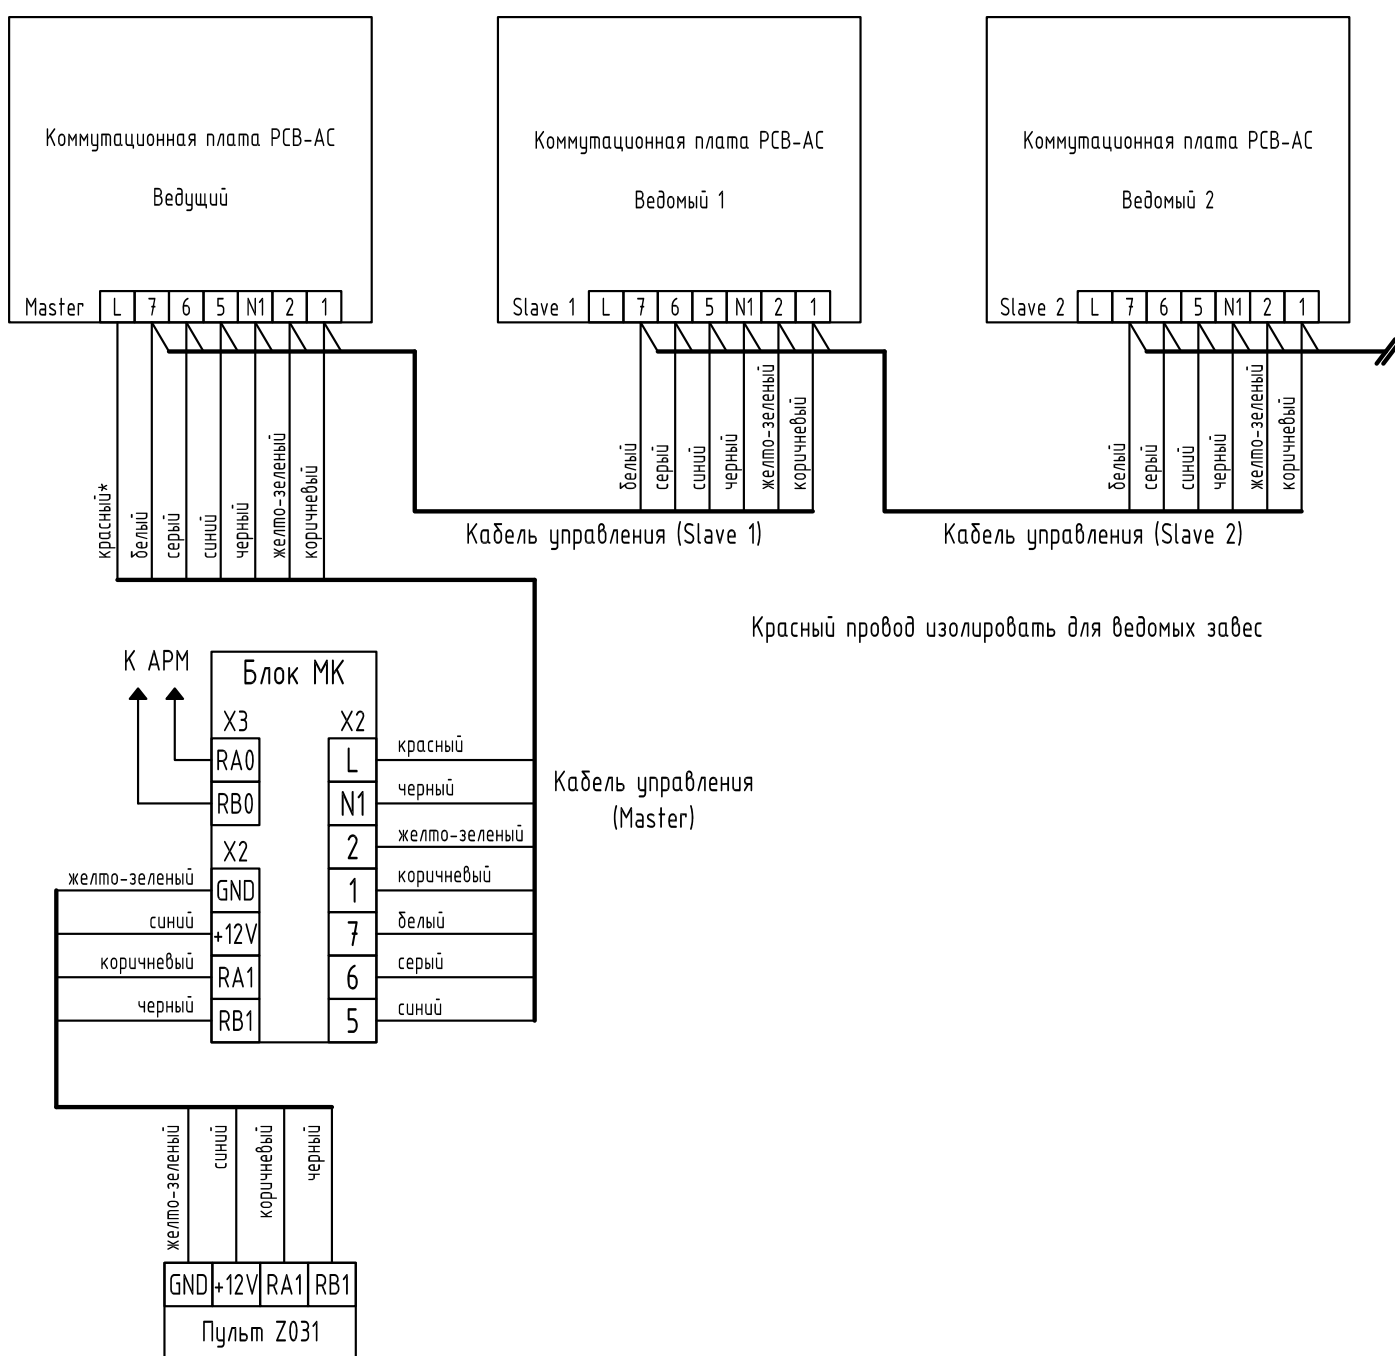 Коммутационная плата PCB-AC
Ведущий
Master L 7 6 5 N1 2 1
Коммутационная плата PCB-AC
Ведомый 1
Slave 1 L 7 6 5 N1 2 1
Коммутационная плата PCB-AC
Ведомый 2
Slave 2 L 7 6 5 N1 2 1
красный*
белый
серый
синий
черный
желто-зеленый
коричневый
белый
серый
синий
черный
желто-зеленый
коричневый
белый
серый
синий
черный
желто-зеленый
коричневый
Кабель управления (Slave 1)
Кабель управления (Slave 2)
Красный провод изолировать для ведомых завес
К АРМ
Блок МК
X3
RA0
RB0
X2
GND
+12V
RA1
RB1
X2
L
N1
2
1
7
6
5
красный
черный
желто-зеленый
коричневый
белый
серый
синий
Кабель управления
(Master)
желто-зеленый
синий
коричневый
черный
желто-зеленый
синий
коричневый
черный
GND +12V RA1 RB1
Пульт Z031